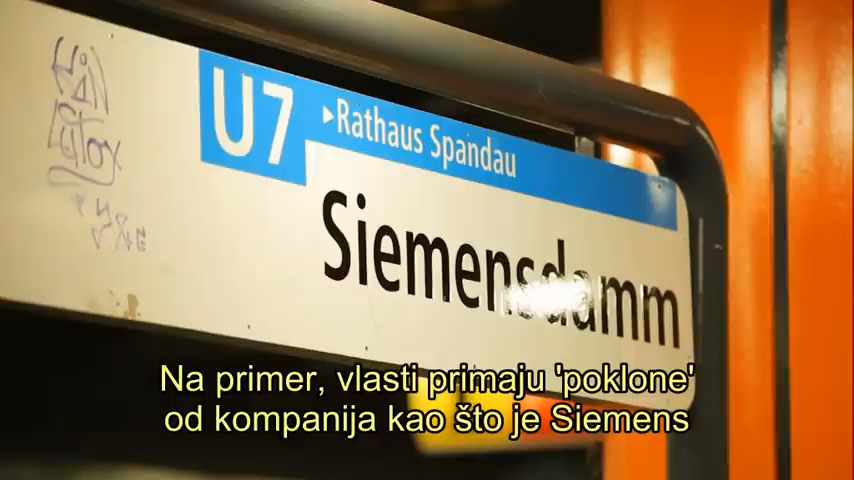 U7 ▸Rathaus Spandau
Siemensdamm
Na primer, vlasti primaju 'poklone'
od kompanija kao što je Siemens